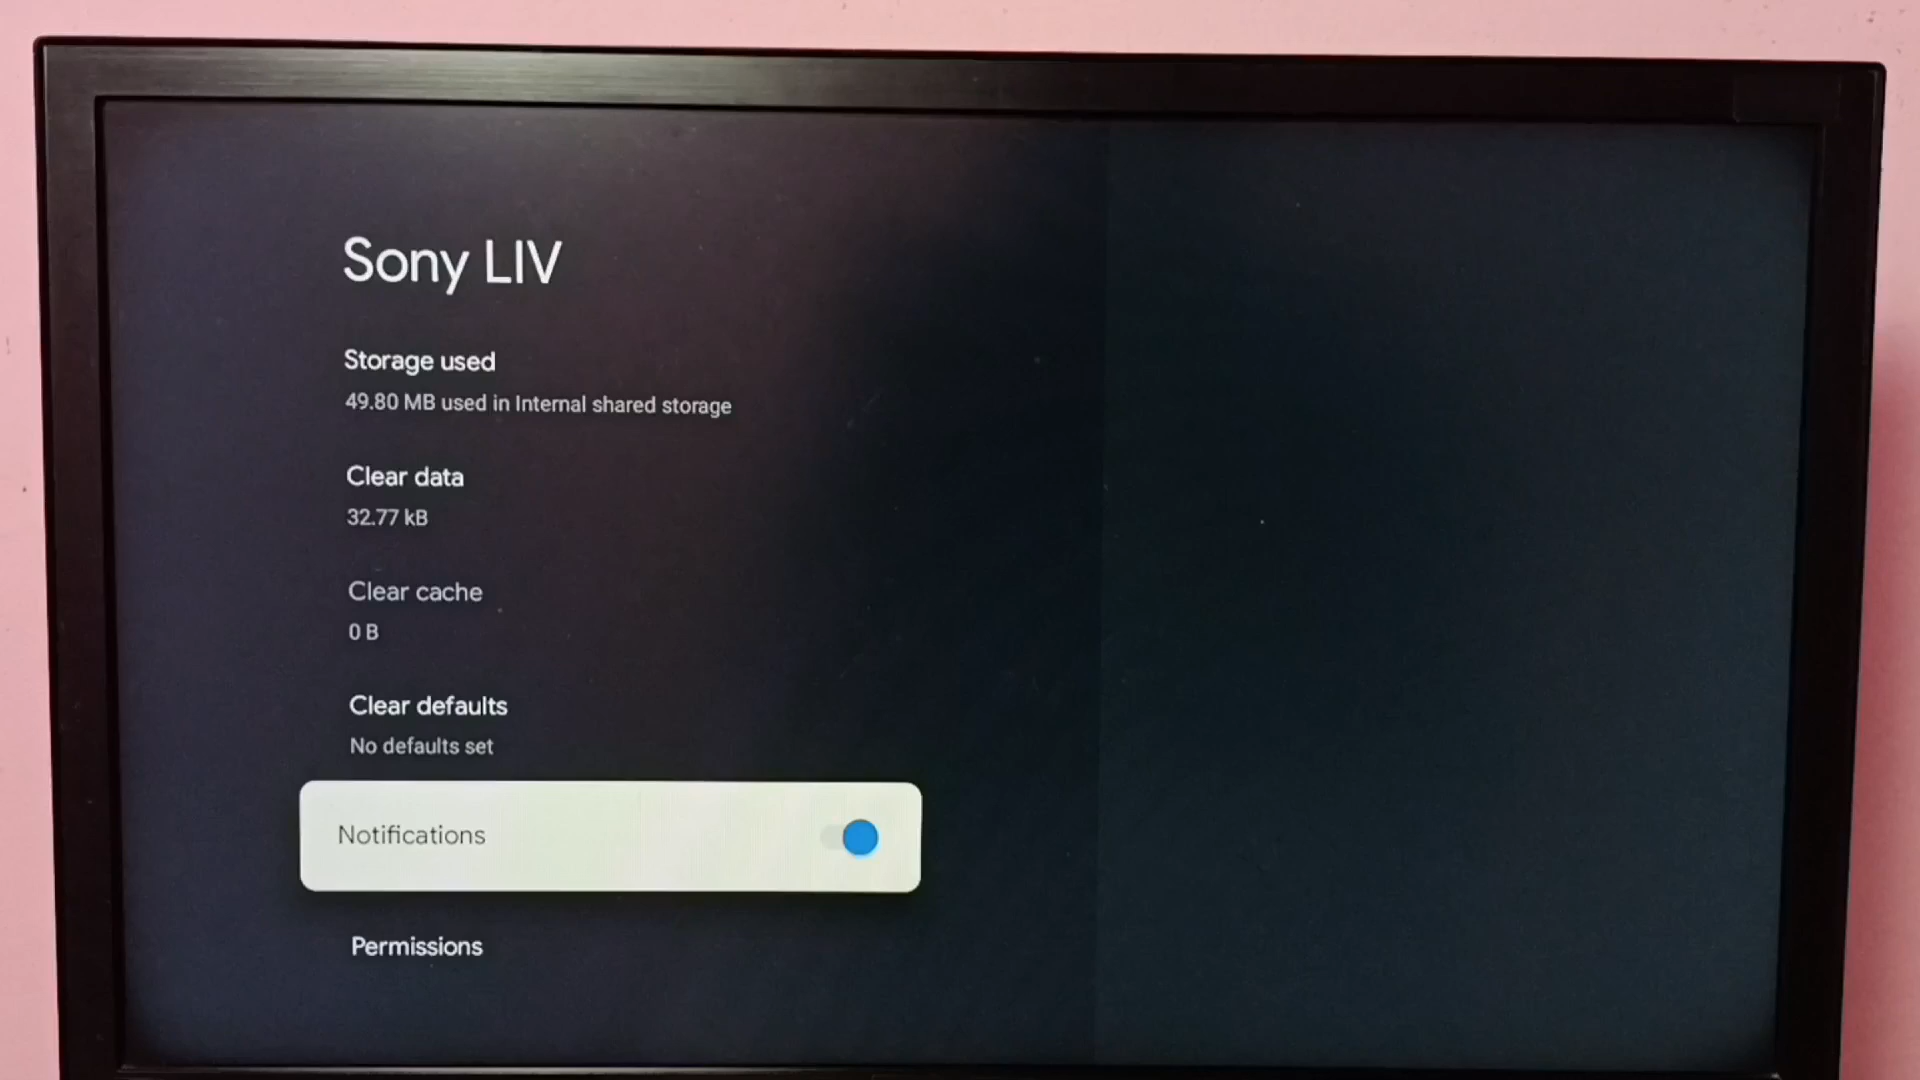 Sony LIV
Storage used
49.80 MB used in Internal shared storage
Clear data
32.77 kB
Clear cache
0 B
Clear defaults
No defaults set
Notifications
Permissions